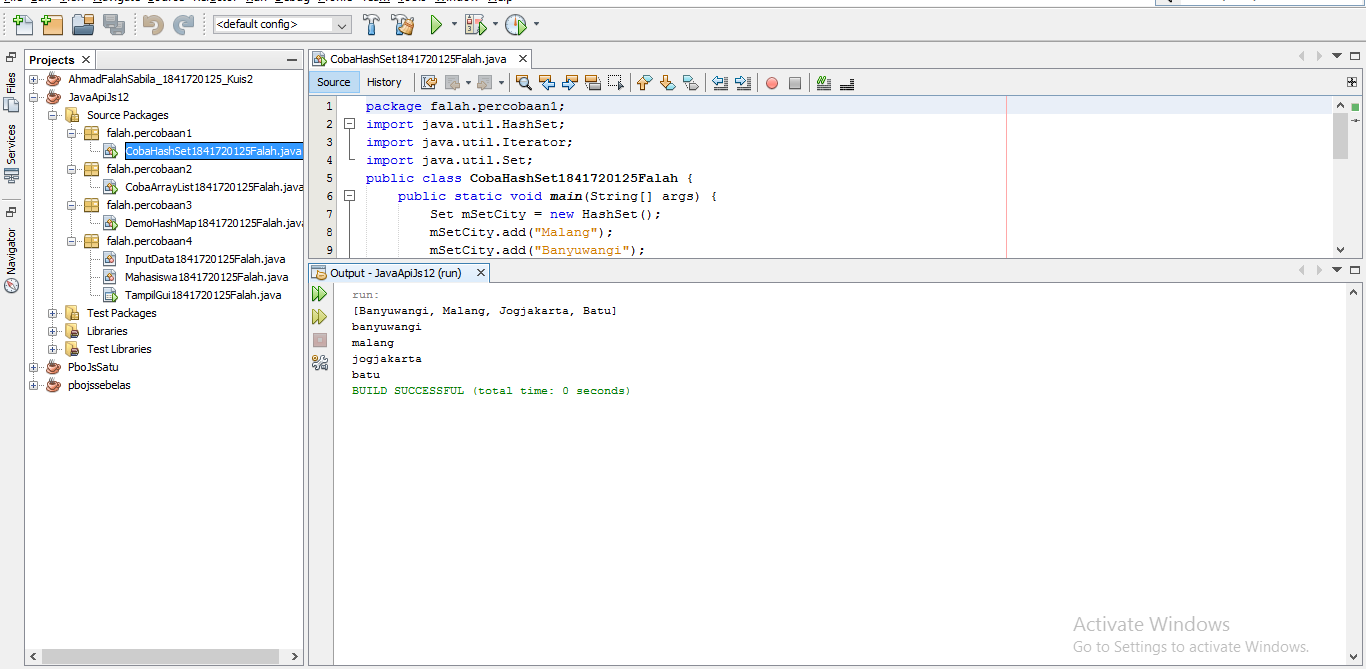 <default config>
Projects
AhmadFalahSabila_1841720125_Kuis2
JavaApiJs12
Source Packages
falah.percobaan1
CobaHashSet1841720125Falah.java
falah.percobaan2
CobaArrayList1841720125Falah.java
falah.percobaan3
DemoHashMap1841720125Falah.java
falah.percobaan4
InputData1841720125Falah.java
Mahasiswa1841720125Falah.java
TampilGui1841720125Falah.java
Test Packages
Libraries
Test Libraries
PboJsSatu
pbojssebelas
Files
Services
Navigator
CobaHashSet1841720125Falah.java
Source
History
1 package falah.percobaan1;
2 import java.util.HashSet;
3 import java.util.Iterator;
4 import java.util.Set;
5 public class CobaHashSet1841720125Falah {
6 public static void main(String[] args) {
7 Set mSetCity = new HashSet();
8 mSetCity.add("Malang");
9 mSetCity.add("Banyuwangi");
Output - JavaApiJs12 (run)
run:
[Banyuwangi, Malang, Jogjakarta, Batu]
banyuwangi
malang
jogjakarta
batu
BUILD SUCCESSFUL (total time: 0 seconds)
Activate Windows
Go to Settings to activate Windows.